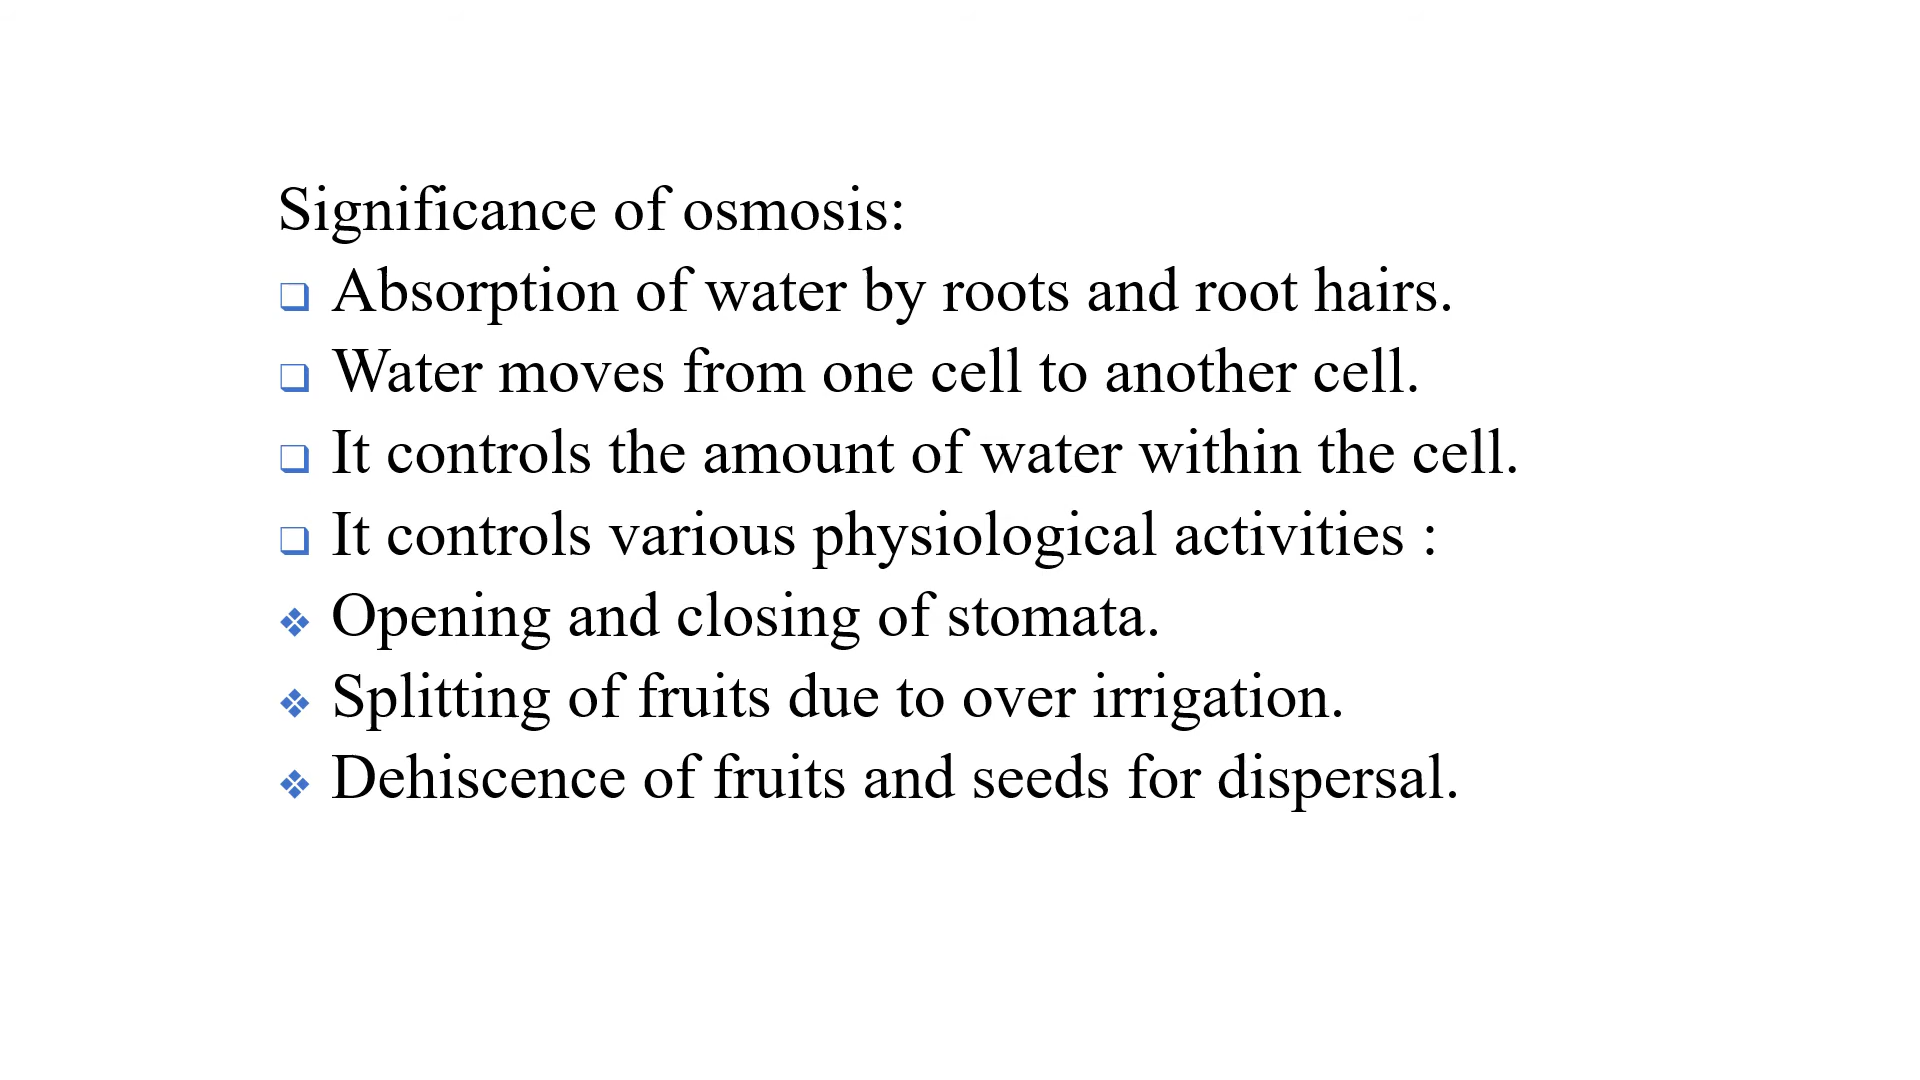 Significance of osmosis:
❑ Absorption of water by roots and root hairs.
❑ Water moves from one cell to another cell.
❑ It controls the amount of water within the cell.
❑ It controls various physiological activities :
❖ Opening and closing of stomata.
❖ Splitting of fruits due to over irrigation.
❖ Dehiscence of fruits and seeds for dispersal.